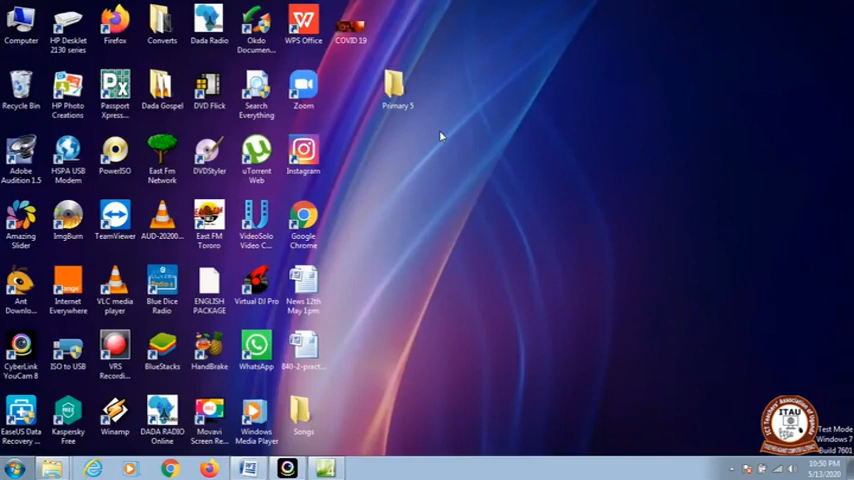 Computer
HP DeskJet
2130 series
Firefox
Converts
Dada Radio
Okdo
Documen...
WPS Office
COVID 19
Recycle Bin
HP Photo
Creations
Passport
Xpress...
Dada Gospel
DVD Flick
Search
Everything
Zoom
Primary 5
Adobe
Audition 1.5
HSPA USB
Modem
PowerISO
East Fm
Network
DVDStyler
uTorrent
Web
Instagram
Amazing
Slider
ImgBurn
TeamViewer
AUD-20200...
East FM
Tororo
VideoSolo
Video C...
Google
Chrome
Ant
Downlo...
Internet
Everywhere
VLC media
player
Blue Dice
Radio
ENGLISH
PACKAGE
Virtual DJ Pro
News 12th
May 1pm
CyberLink
YouCam 8
ISO to USB
VRS
Recordi...
BlueStacks
HandBrake
WhatsApp
840-2-pract...
EaseUS Data
Recovery ...
Kaspersky
Free
Winamp
DADA RADIO
Online
Movavi
Screen Re...
Windows
Media Player
Songs
ITAU
Test Mode
Windows 7
Build 7601
10:50 PM
5/13/2020